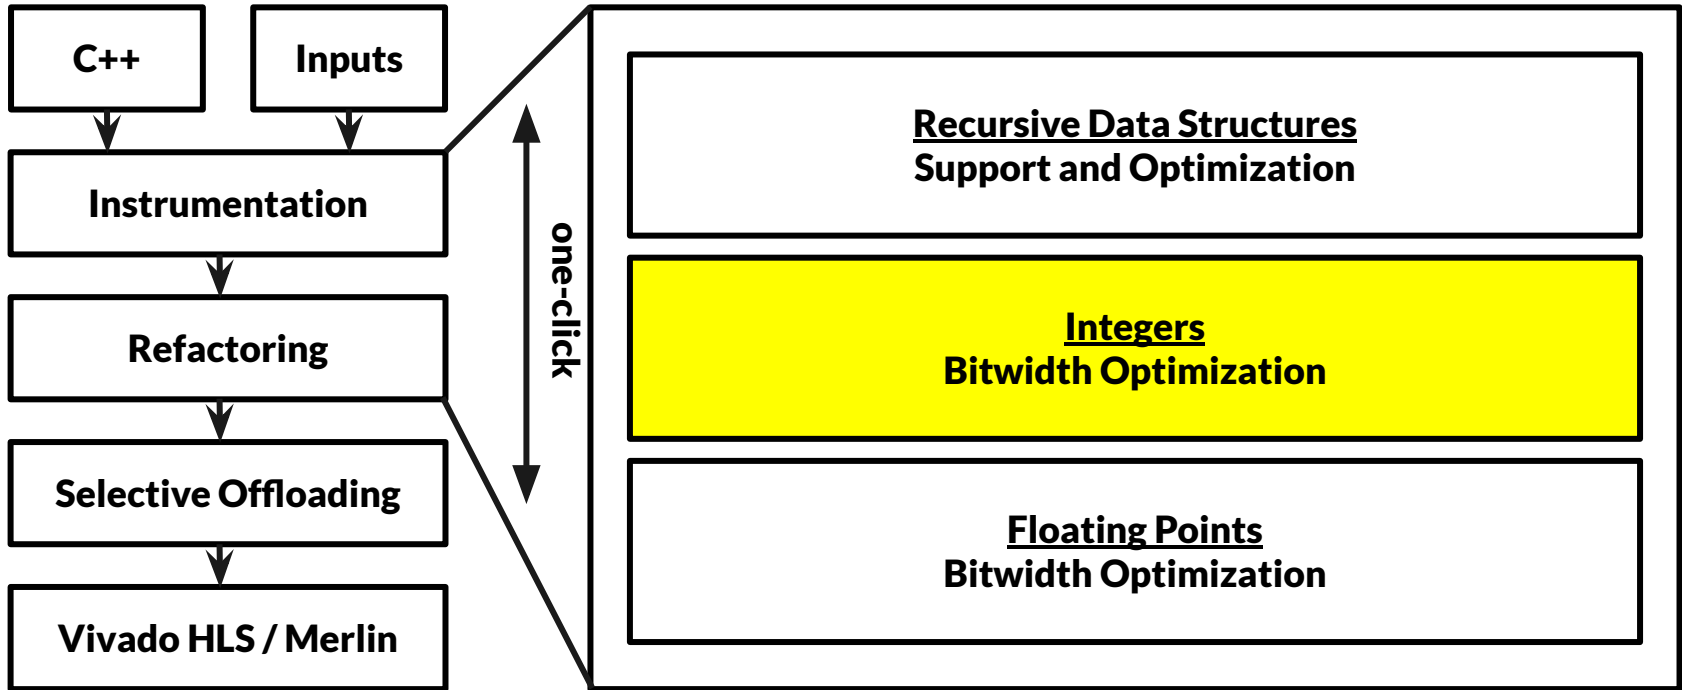 C++
Inputs
Instrumentation
Refactoring
Selective Offloading
Vivado HLS / Merlin
one-click
Recursive Data Structures
Support and Optimization
Integers
Bitwidth Optimization
Floating Points
Bitwidth Optimization